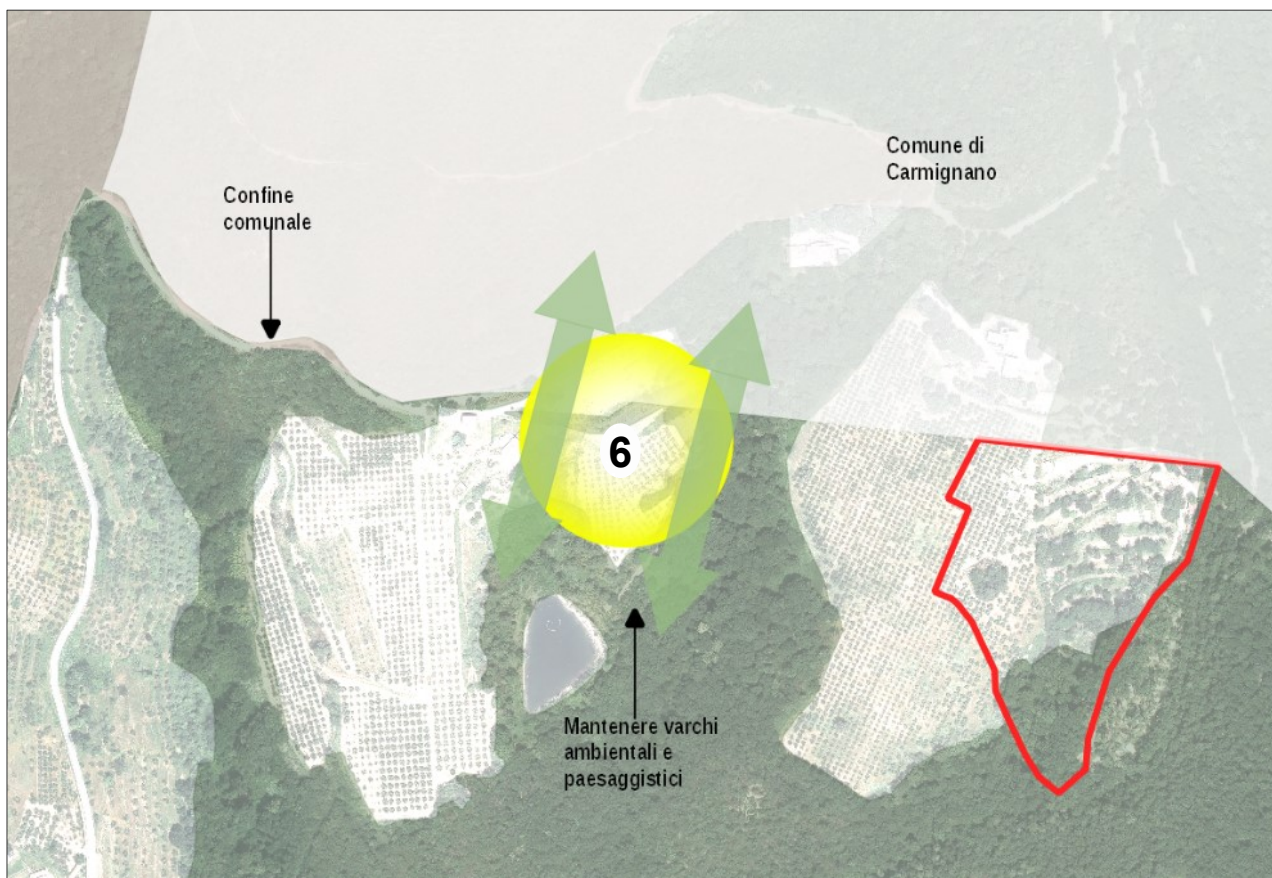 Comune di
Carmignano
Confine
comunale
6
Mantenere varchi
ambientali e
paesaggistici